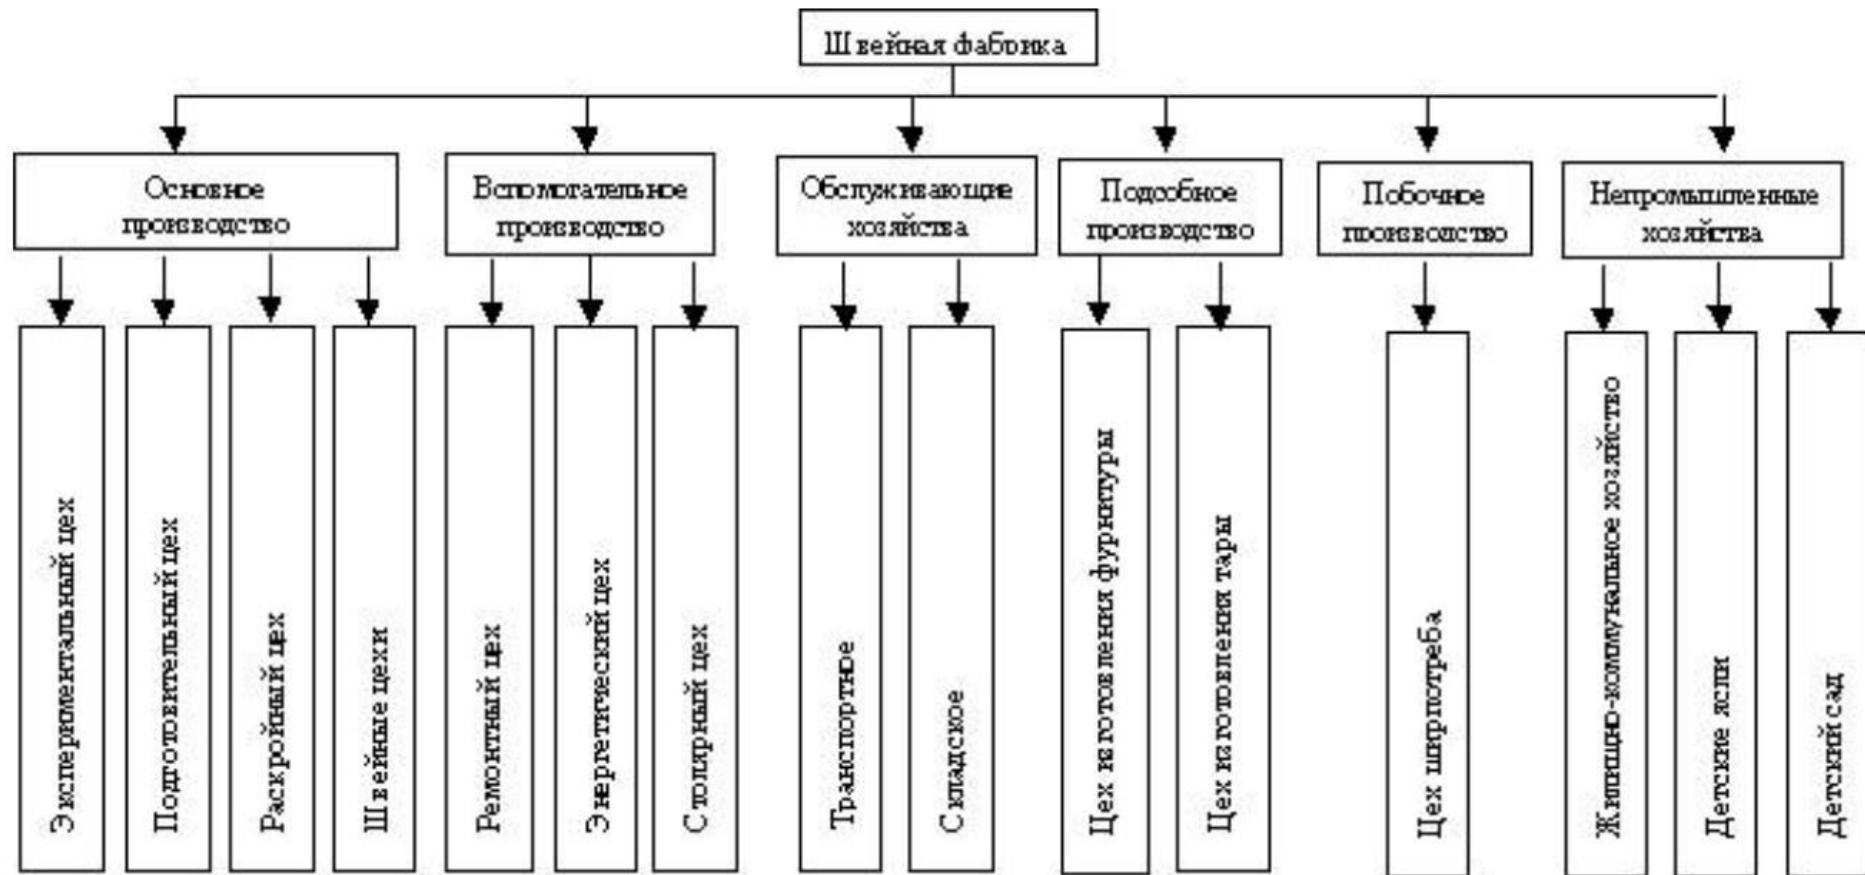 Швейная фабрика
Основное
производство
Вспомогательное
производство
Обслуживающие
хозяйства
Подсобное
производство
Побочное
производство
Непромышленные
хозяйства
Экспериментальный цех
Подготовительный цех
Раскройный цех
Швейные цехи
Ремонтный цех
Энергетический цех
Столярный цех
Транспортное
Складское
Цех изготовления фурнитуры
Цех изготовления тары
Цех ширпотреба
Жилищно-коммунальное хозяйство
Детские ясли
Детский сад